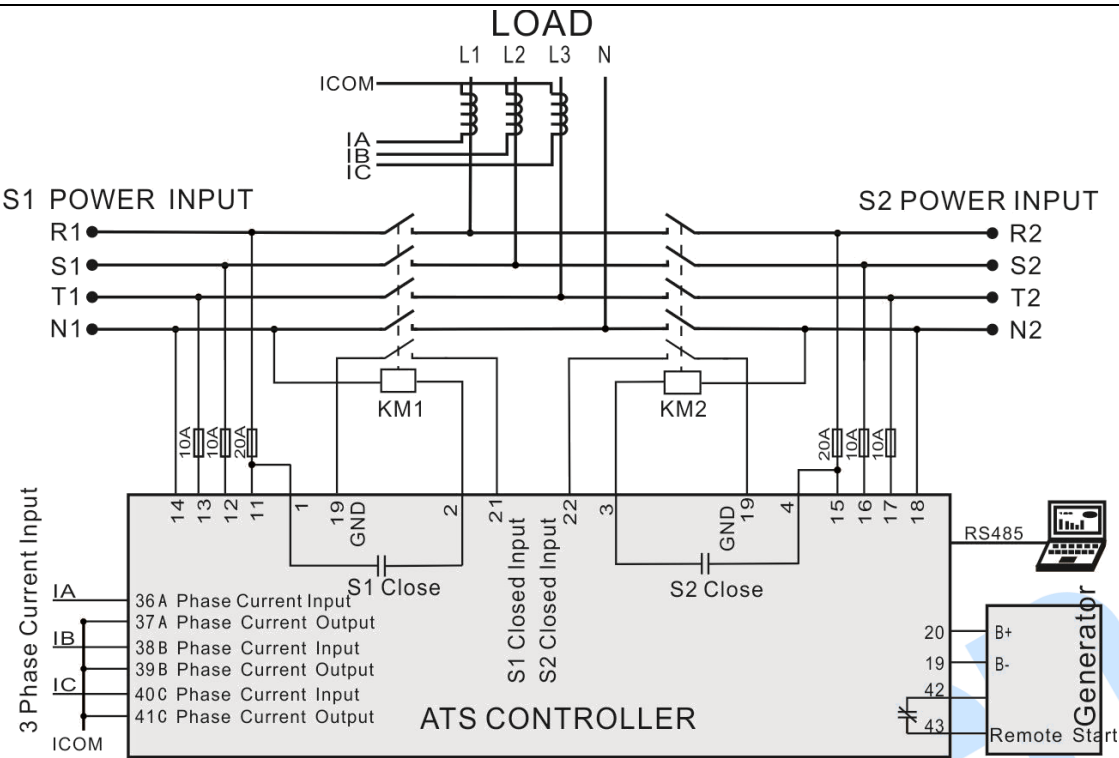 LOAD
L1 L2 L3 N
ICOM
IA
IB
IC
S1 POWER INPUT
S2 POWER INPUT
R1
R2
S1
S2
T1
T2
N1
N2
KM1
KM2
10A
10A
20A
20A
10A
10A
14
13
12
11
1
19
GND
2
21
S1 Closed Input
S2 Closed Input
22
3
GND
19
4
15
16
17
18
S1 Close
S2 Close
RS485
3 Phase Current Input
IA
IB
IC
ICOM
36 A Phase Current Input
37 A Phase Current Output
38 B Phase Current Input
39 B Phase Current Output
40 C Phase Current Input
41 C Phase Current Output
ATS CONTROLLER
20
B+
19
B-
42
43
Remote Start
Generator